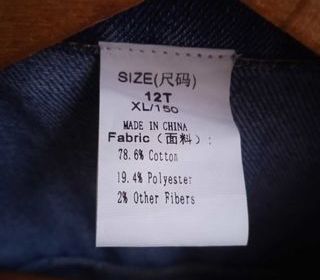 SIZE(尺码)
12T
XL/150
MADE IN CHINA
Fabric (面料) :
78.6% Cotton
19.4% Polyester
2% Other Fibers